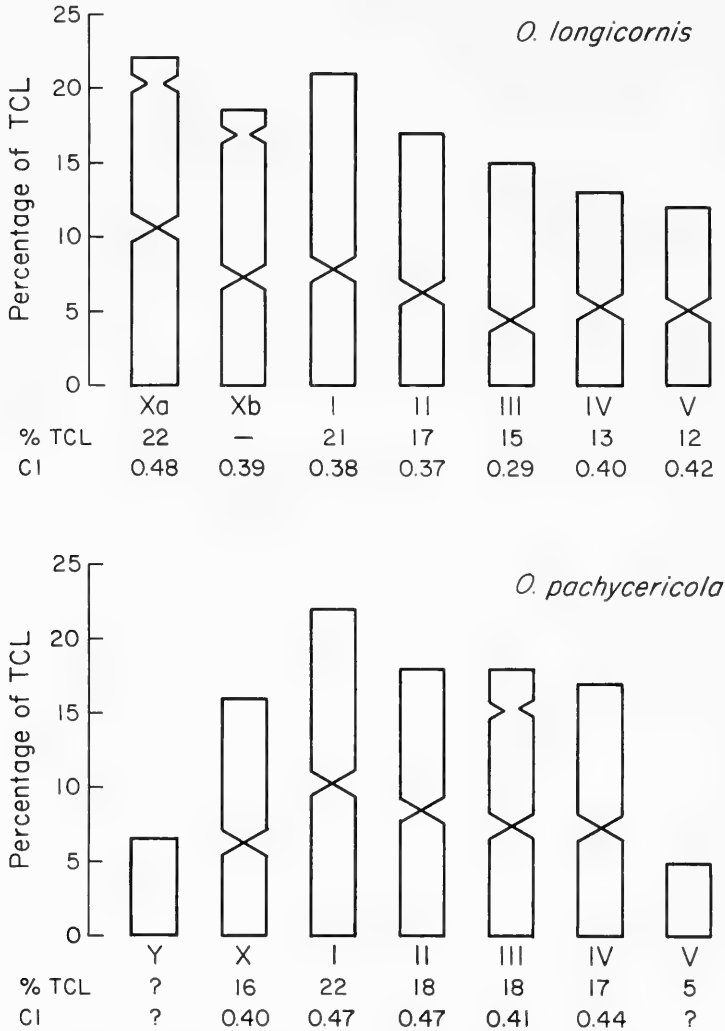 O. longicornis
Percentage of TCL
25
20
15
10
5
0
Xa Xb I II III IV V
% TCL 22 — 21 17 15 13 12
CI 0.48 0.39 0.38 0.37 0.29 0.40 0.42
O. pachycericola
Percentage of TCL
25
20
15
10
5
0
Y X I II III IV V
% TCL ? 16 22 18 18 17 5
CI ? 0.40 0.47 0.47 0.41 0.44 ?